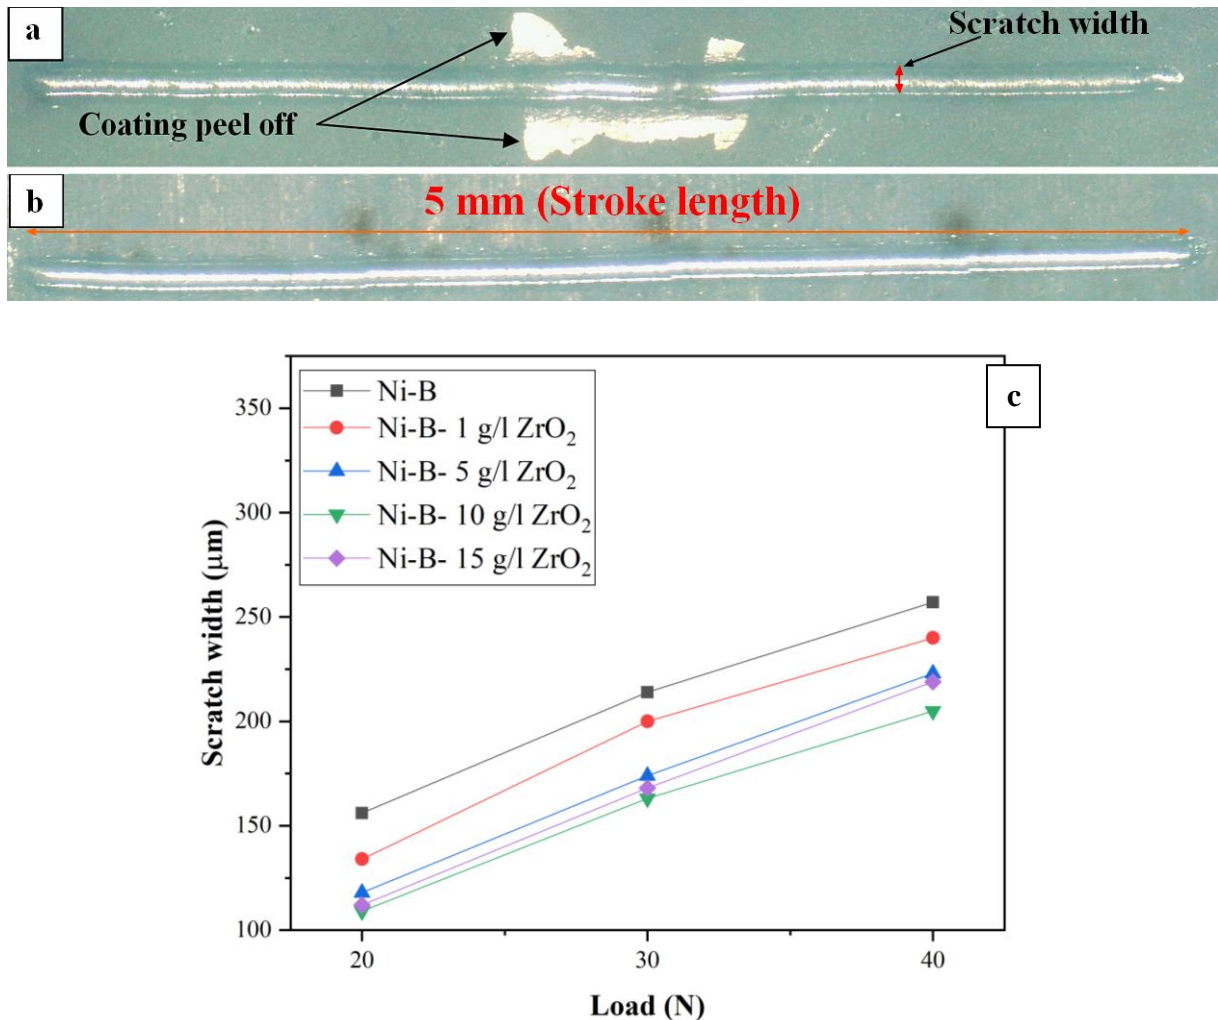 a
Scratch width
Coating peel off
b
5 mm (Stroke length)
c
Ni-B
Ni-B- 1 g/l ZrO₂
Ni-B- 5 g/l ZrO₂
Ni-B- 10 g/l ZrO₂
Ni-B- 15 g/l ZrO₂
350
300
250
200
150
100
Scratch width (μm)
20 30 40
Load (N)